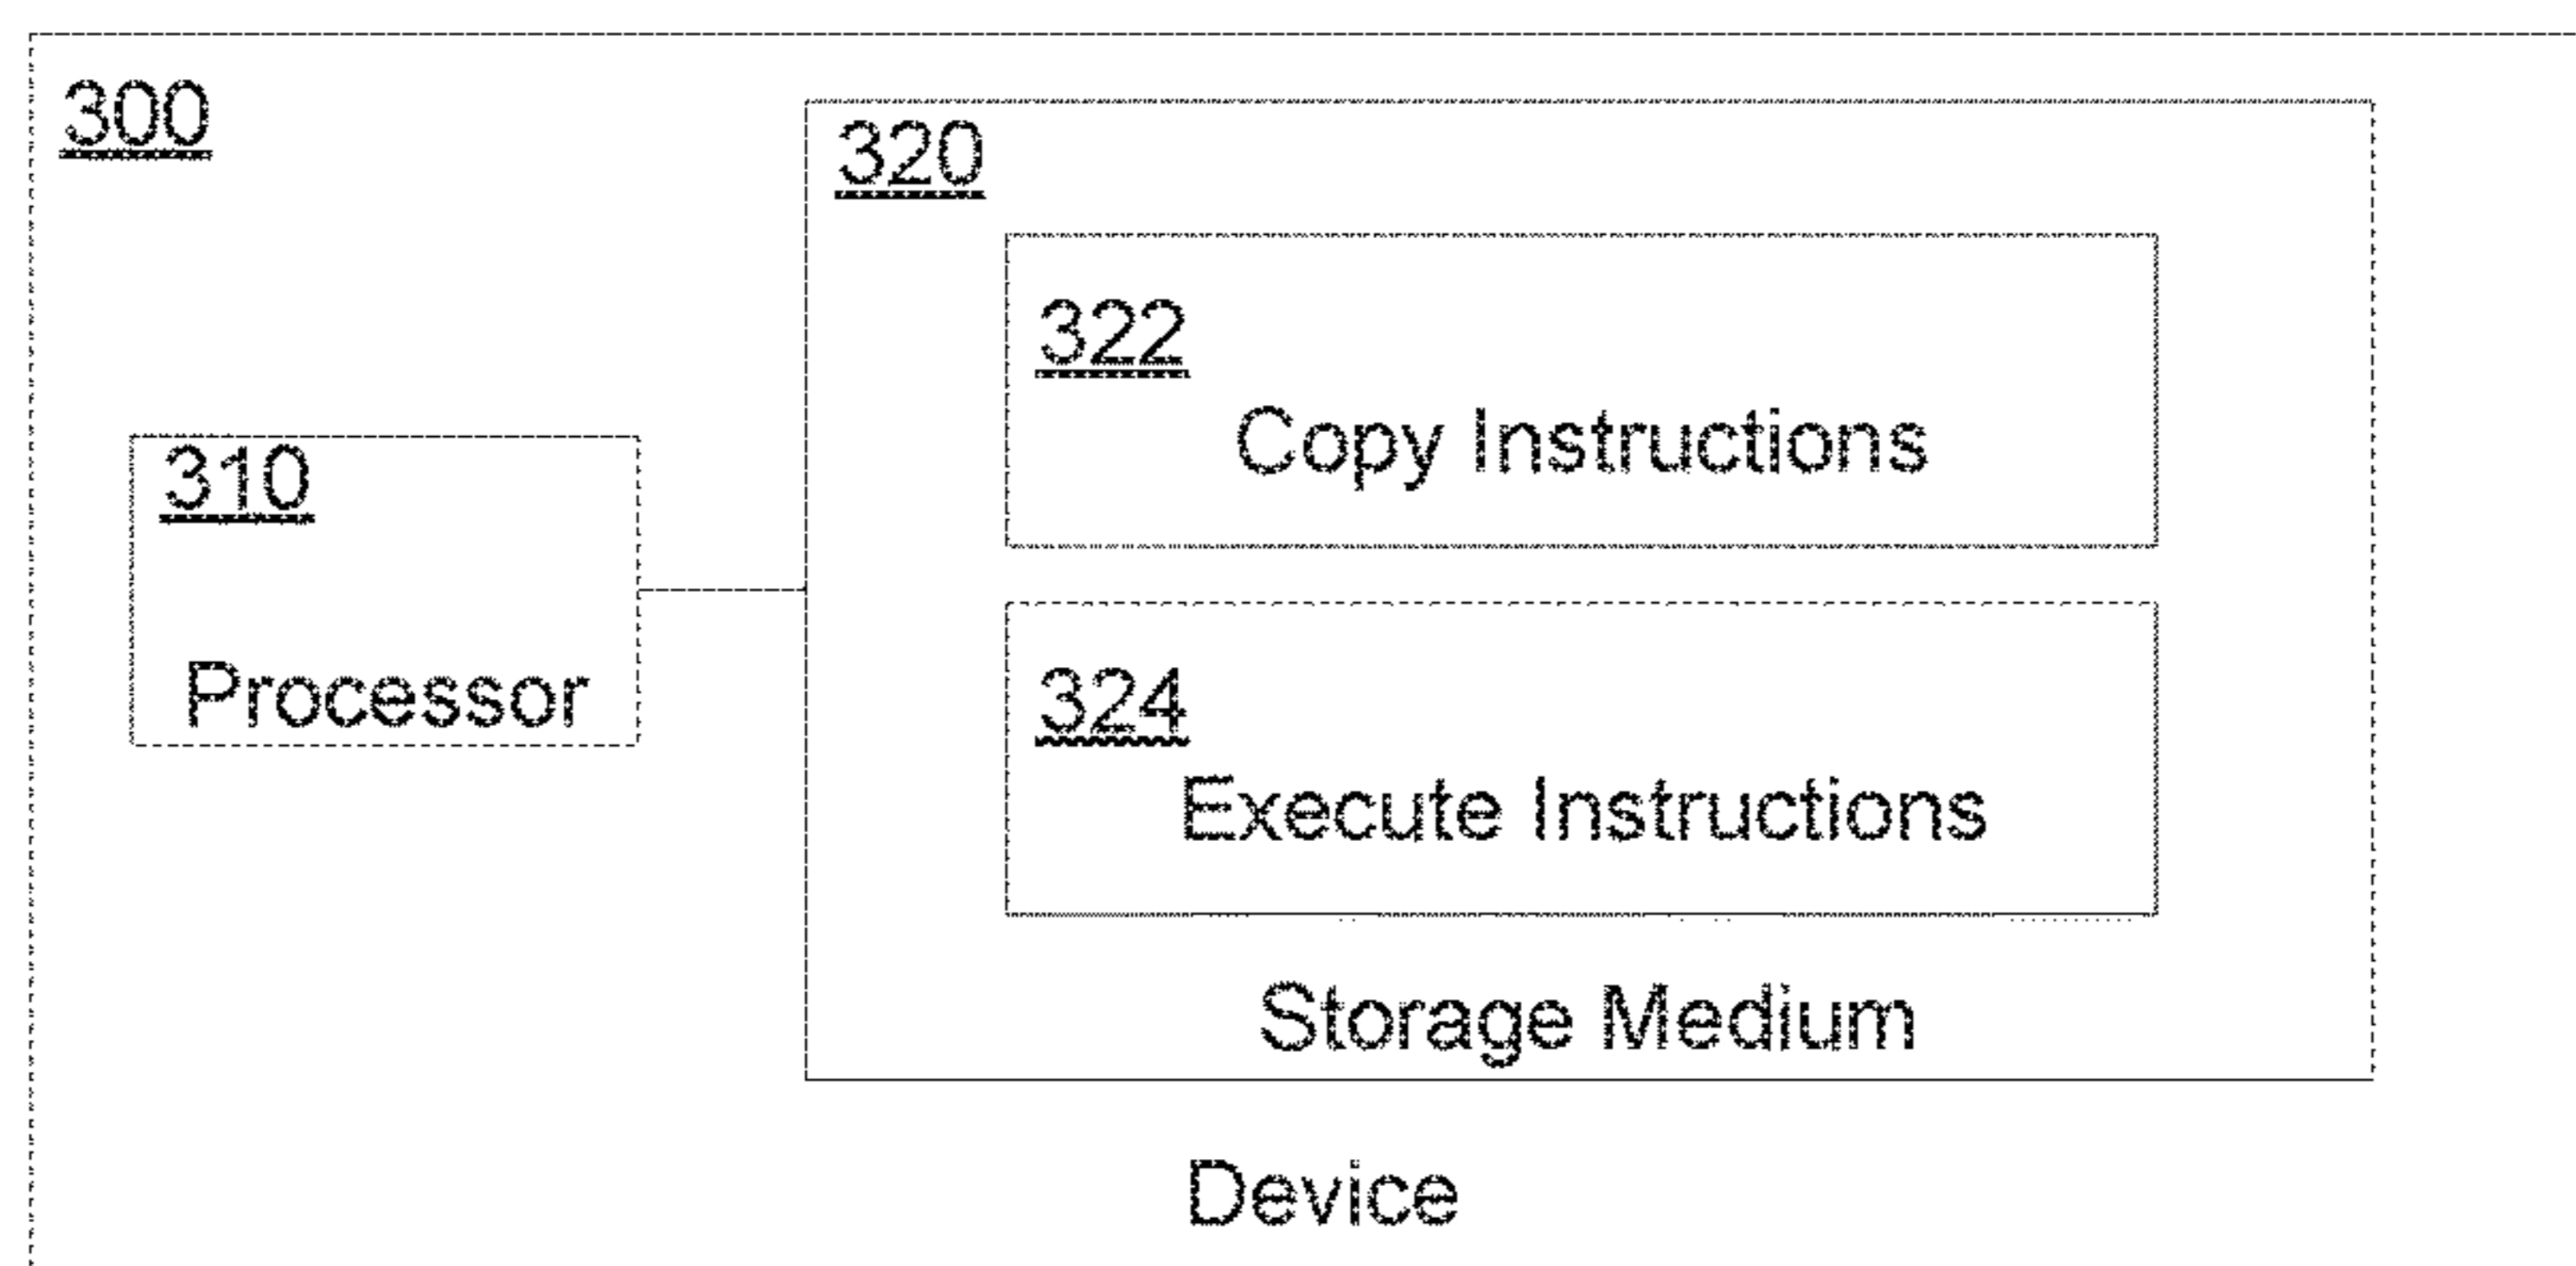 300
320
322
Copy Instructions
310
Processor
324
Execute Instructions
Storage Medium
Device